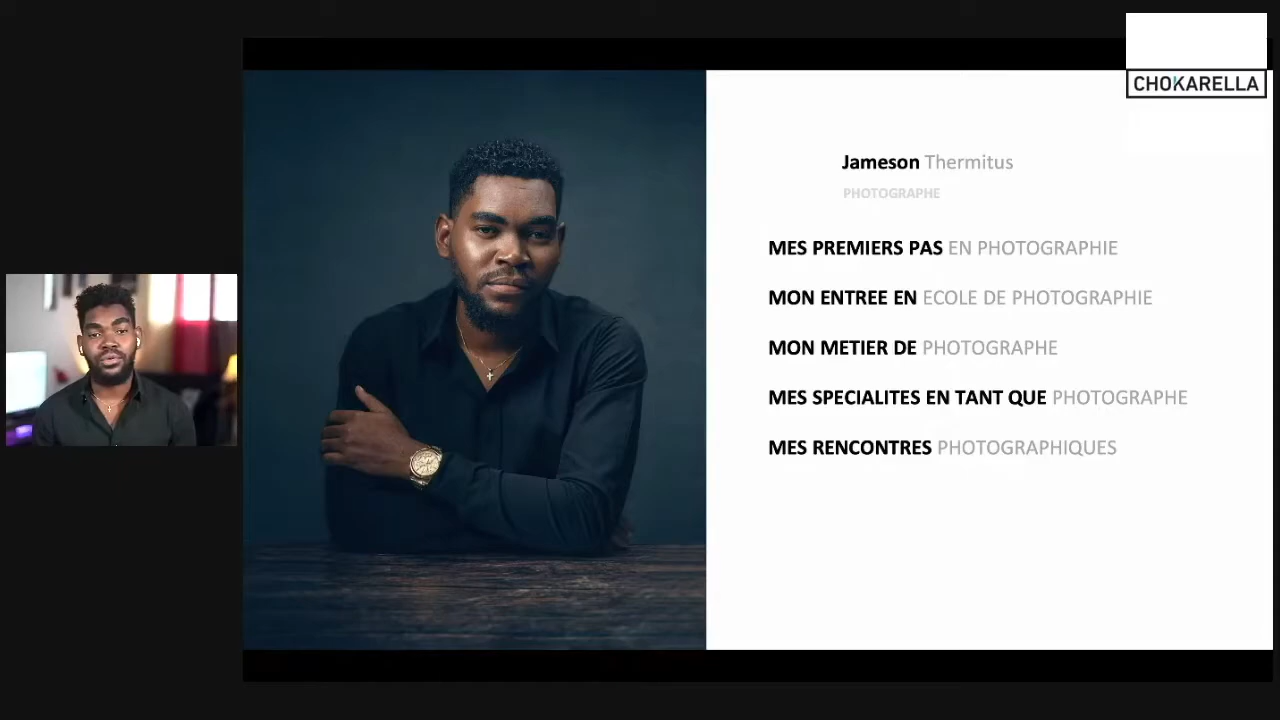 CHOKARELLA
Jameson Thermitus
PHOTOGRAPHE
MES PREMIERS PAS EN PHOTOGRAPHIE
MON ENTREE EN ECOLE DE PHOTOGRAPHIE
MON METIER DE PHOTOGRAPHE
MES SPECIALITES EN TANT QUE PHOTOGRAPHE
MES RENCONTRES PHOTOGRAPHIQUES